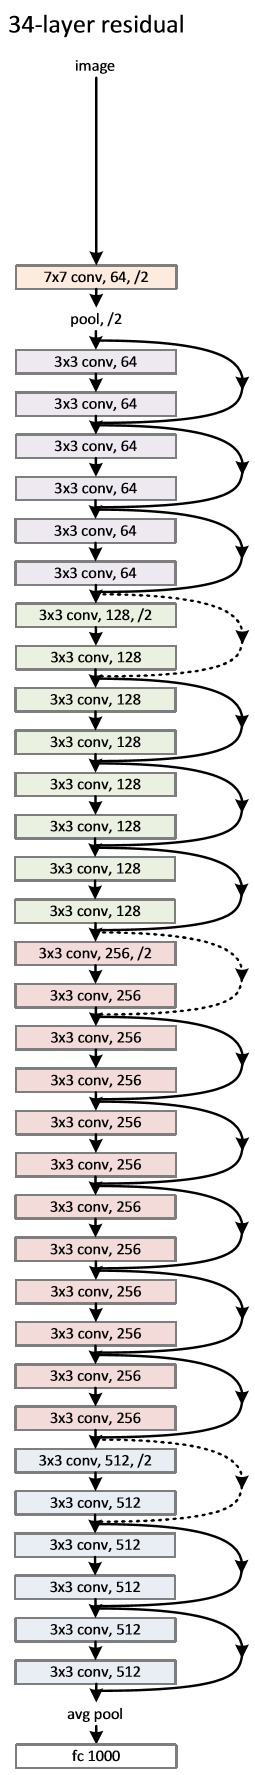 34-layer residual
image
7x7 conv, 64, /2
pool, /2
3x3 conv, 64
3x3 conv, 64
3x3 conv, 64
3x3 conv, 64
3x3 conv, 64
3x3 conv, 64
3x3 conv, 128, /2
3x3 conv, 128
3x3 conv, 128
3x3 conv, 128
3x3 conv, 128
3x3 conv, 128
3x3 conv, 128
3x3 conv, 128
3x3 conv, 256, /2
3x3 conv, 256
3x3 conv, 256
3x3 conv, 256
3x3 conv, 256
3x3 conv, 256
3x3 conv, 256
3x3 conv, 256
3x3 conv, 256
3x3 conv, 256
3x3 conv, 256
3x3 conv, 256
3x3 conv, 512, /2
3x3 conv, 512
3x3 conv, 512
3x3 conv, 512
3x3 conv, 512
3x3 conv, 512
avg pool
fc 1000